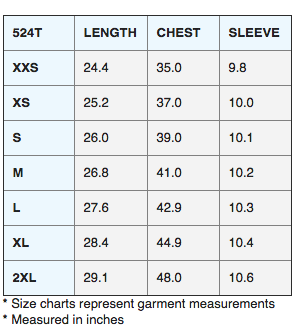 524T LENGTH CHEST SLEEVE
XXS 24.4 35.0 9.8
XS 25.2 37.0 10.0
S 26.0 39.0 10.1
M 26.8 41.0 10.2
L 27.6 42.9 10.3
XL 28.4 44.9 10.4
2XL 29.1 48.0 10.6
* Size charts represent garment measurements
* Measured in inches